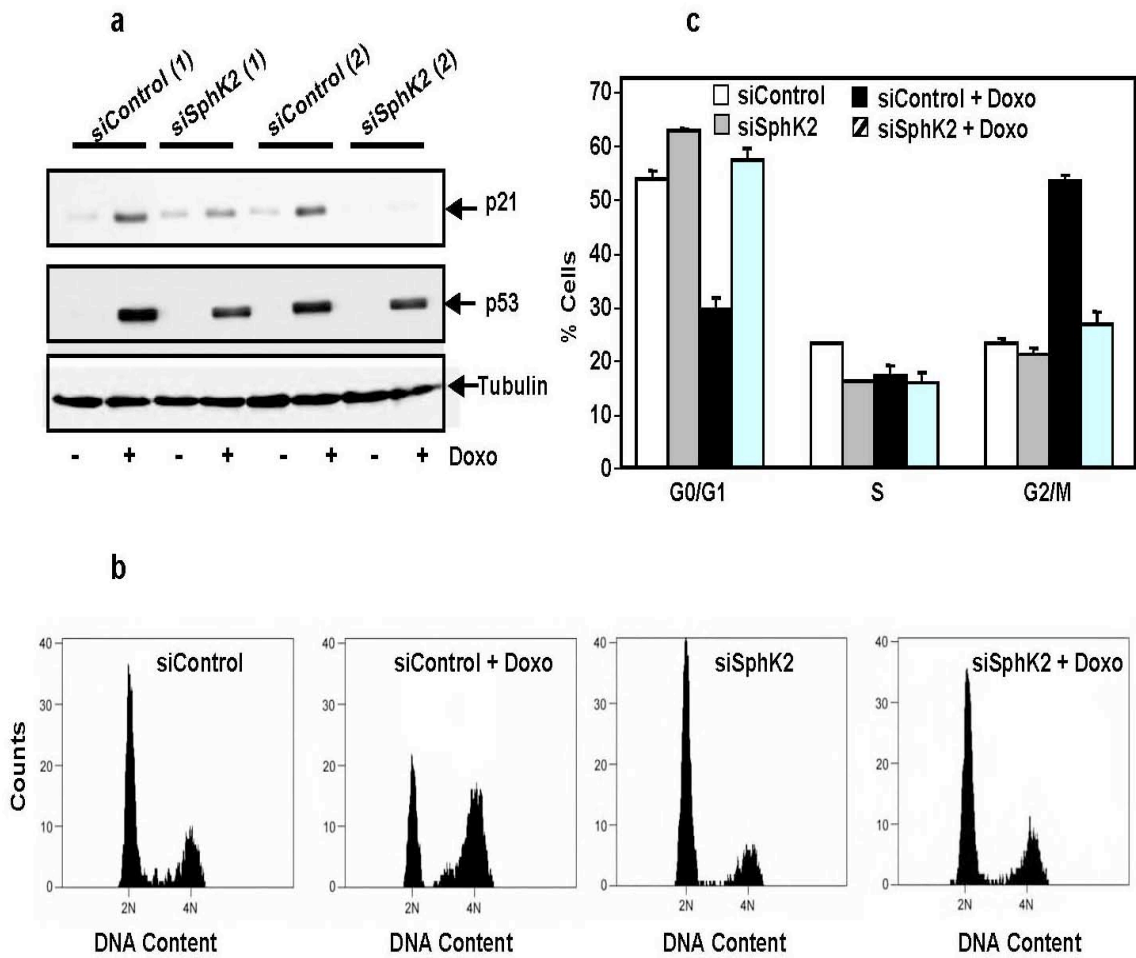 a
siControl (1)
siSphK2 (1)
siControl (2)
siSphK2 (2)
p21
p53
Tubulin
- + - + - + - + Doxo
c
siControl
siSphK2
siControl + Doxo
siSphK2 + Doxo
70
60
50
40
30
20
10
0
% Cells
G0/G1 S G2/M
b
Counts
40
30
20
10
0
siControl
2N 4N
DNA Content
40
30
20
10
0
siControl + Doxo
2N 4N
DNA Content
40
30
20
10
0
siSphK2
2N 4N
DNA Content
40
30
20
10
0
siSphK2 + Doxo
2N 4N
DNA Content